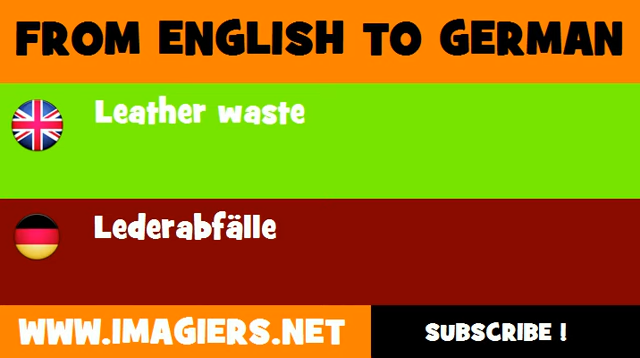 FROM ENGLISH TO GERMAN
Leather waste
Lederabfälle
WWW.IMAGIERS.NET
SUBSCRIBE !